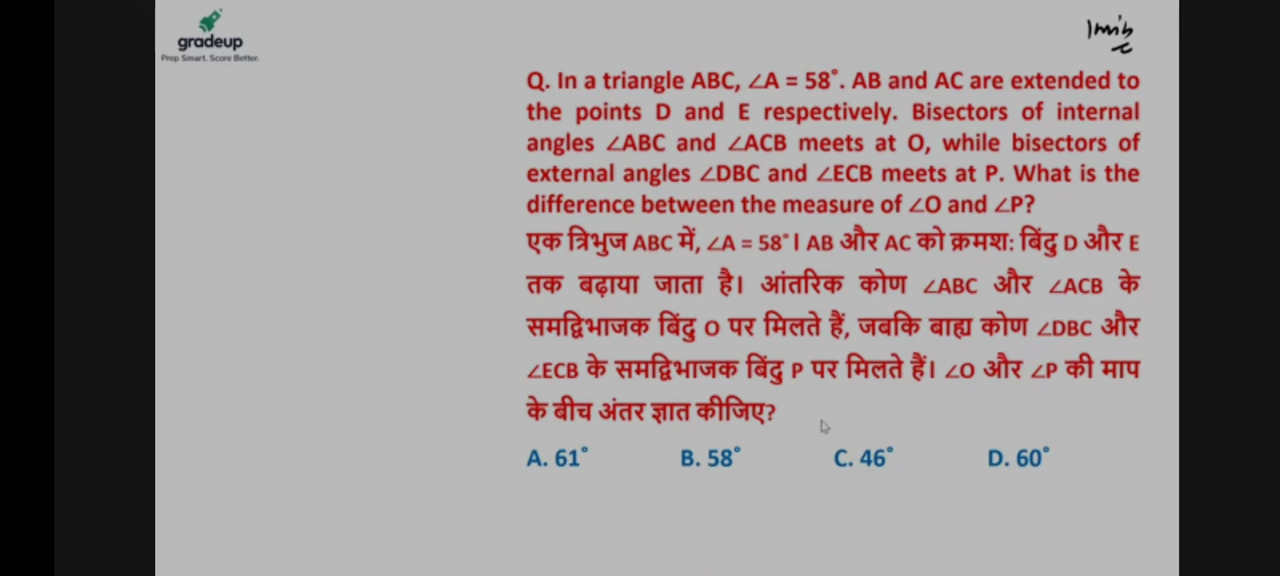 gradeup
Prep Smart. Score Better.
1 min
Q. In a triangle ABC, ∠A = 58°. AB and AC are extended to
the points D and E respectively. Bisectors of internal
angles ∠ABC and ∠ACB meets at O, while bisectors of
external angles ∠DBC and ∠ECB meets at P. What is the
difference between the measure of ∠O and ∠P?
एक त्रिभुज ABC में, ∠A = 58°। AB और AC को क्रमश: बिंदु D और E
तक बढ़ाया जाता है। आंतरिक कोण ∠ABC और ∠ACB के
समद्विभाजक बिंदु O पर मिलते हैं, जबकि बाह्य कोण ∠DBC और
∠ECB के समद्विभाजक बिंदु P पर मिलते हैं। ∠O और ∠P की माप
के बीच अंतर ज्ञात कीजिए?
A. 61° B. 58° C. 46° D. 60°